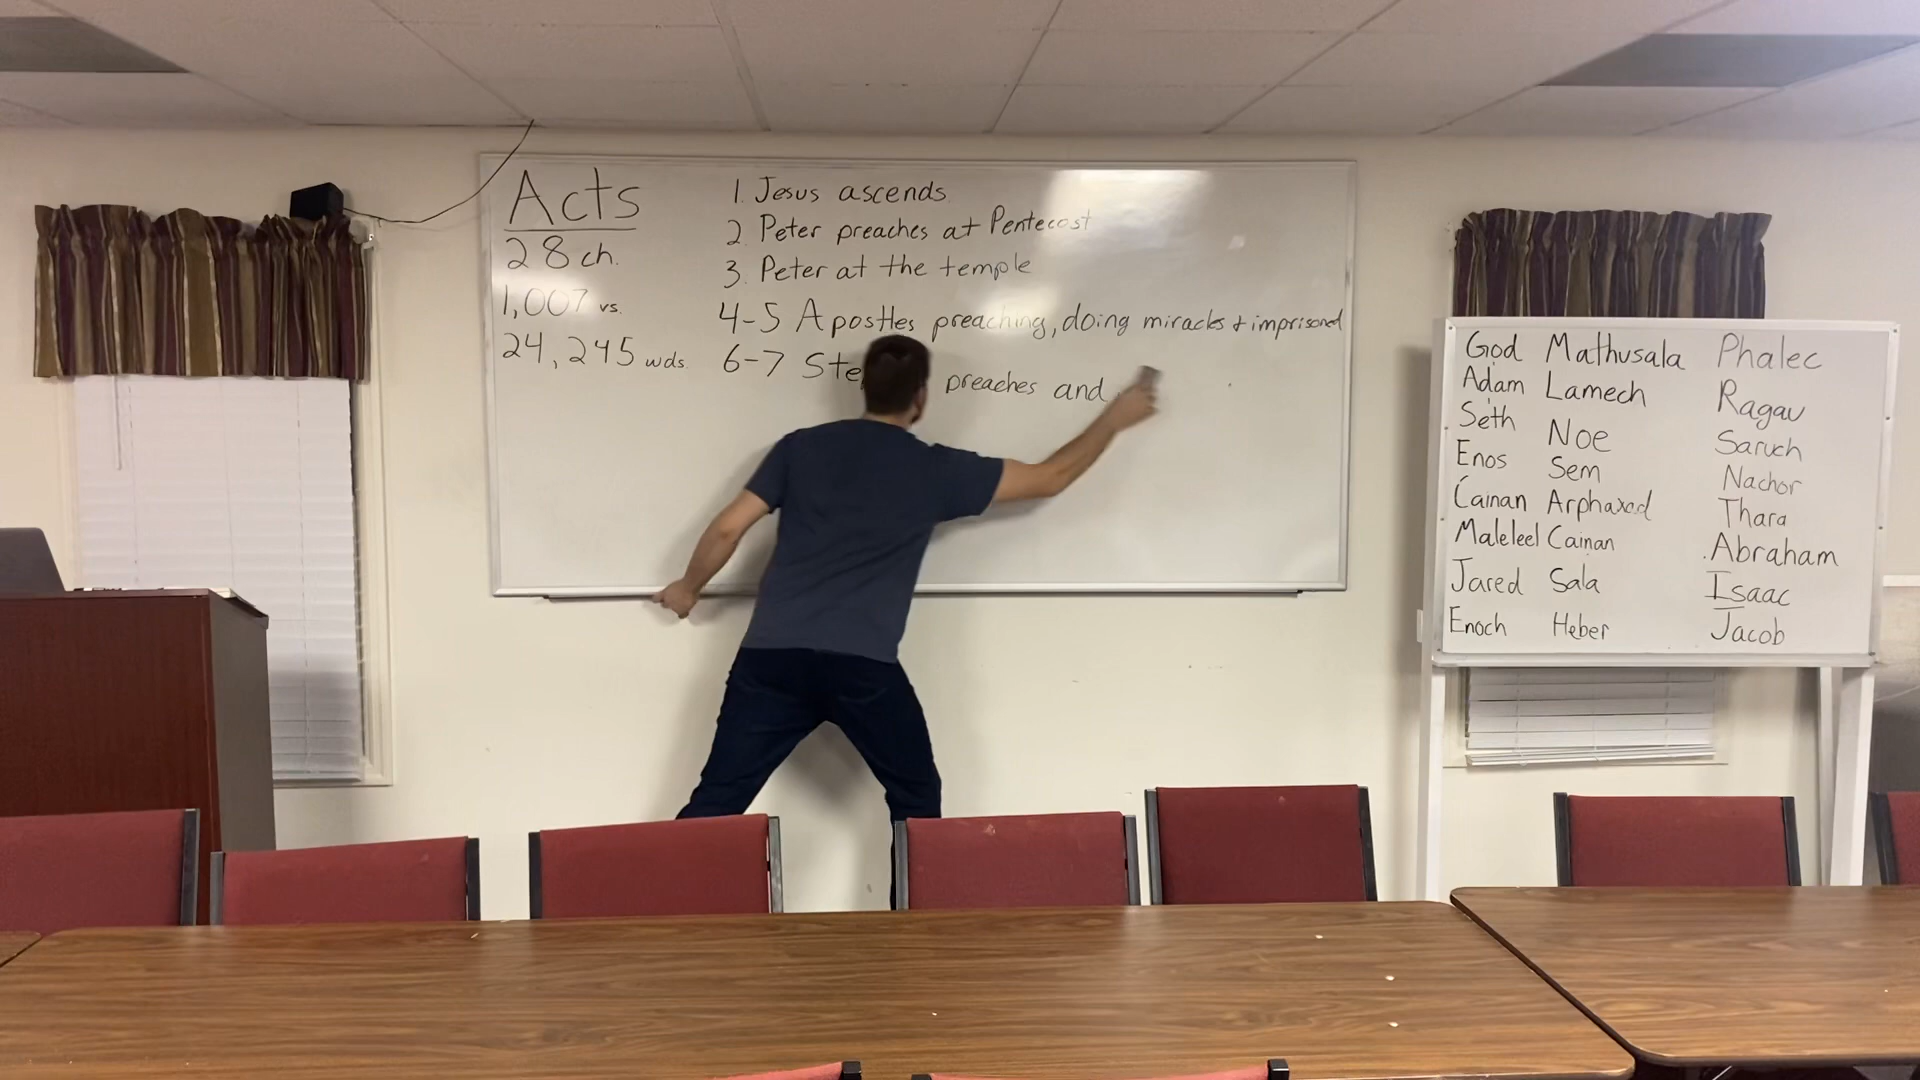 Acts
28 ch.
1,007 vs.
24,245 wds.
1. Jesus ascends
2. Peter preaches at Pentecost
3. Peter at the temple
4-5 Apostles preaching, doing miracles + imprisoned
6-7 preaches and
God
Adam
Seth
Enos
Cainan
Maleleel
Jared
Enoch
Mathusala
Lamech
Noe
Sem
Arphaxad
Cainan
Sala
Heber
Phalec
Ragau
Saruch
Nachor
Thara
Abraham
Isaac
Jacob